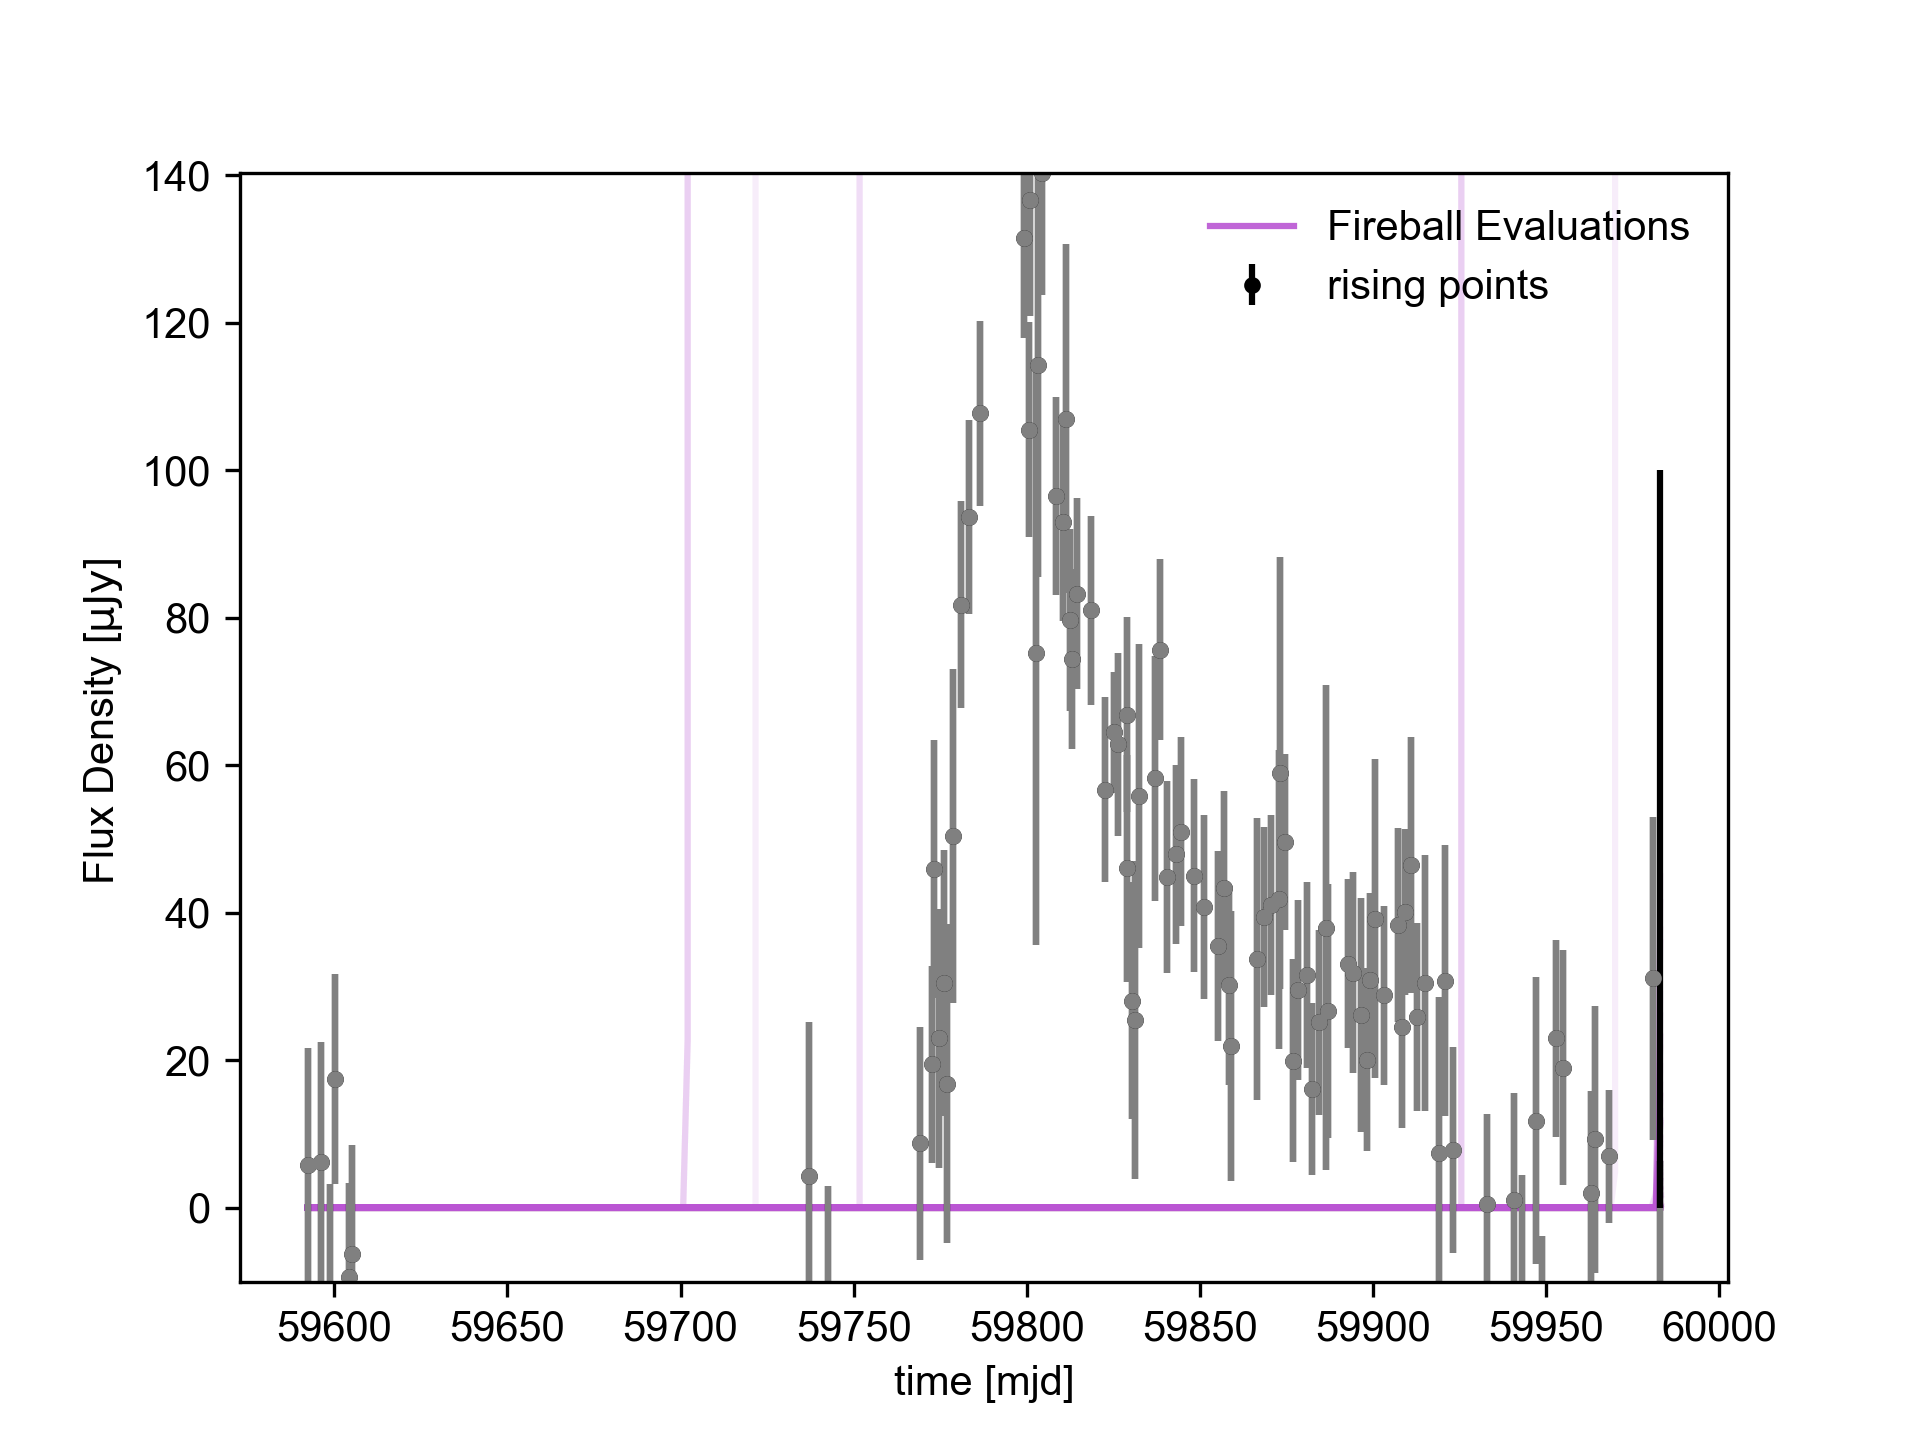 140
120
100
80
60
40
20
0
Flux Density [µJy]
Fireball Evaluations
rising points
59600 59650 59700 59750 59800 59850 59900 59950 60000
time [mjd]